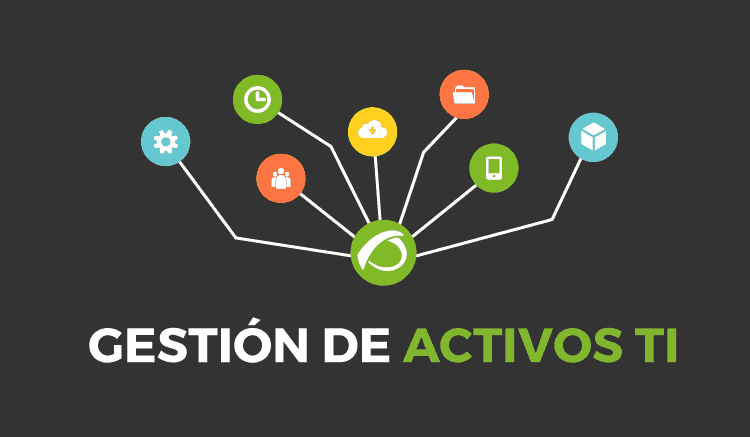 GESTIÓN DE ACTIVOS TI